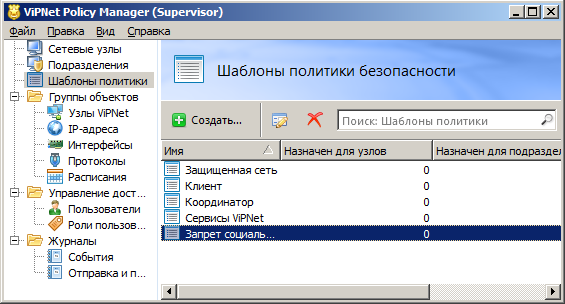 ViPNet Policy Manager (Supervisor)
Файл Правка Вид Справка
Сетевые узлы
Подразделения
Шаблоны политики
Группы объектов
Узлы ViPNet
IP-адреса
Интерфейсы
Протоколы
Расписания
Управление дост...
Пользователи
Роли пользов...
Журналы
События
Отправка и п...
Шаблоны политики безопасности
Создать...
Поиск: Шаблоны политики
Имя Назначен для узлов Назначен для подраздел
Защищенная сеть 0
Клиент 0
Координатор 0
Сервисы ViPNet 0
Запрет социаль... 0